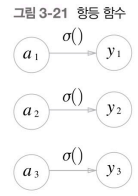 그림 3-21 항등 함수
σ()
a₁ y₁
σ()
a₂ y₂
σ()
a₃ y₃